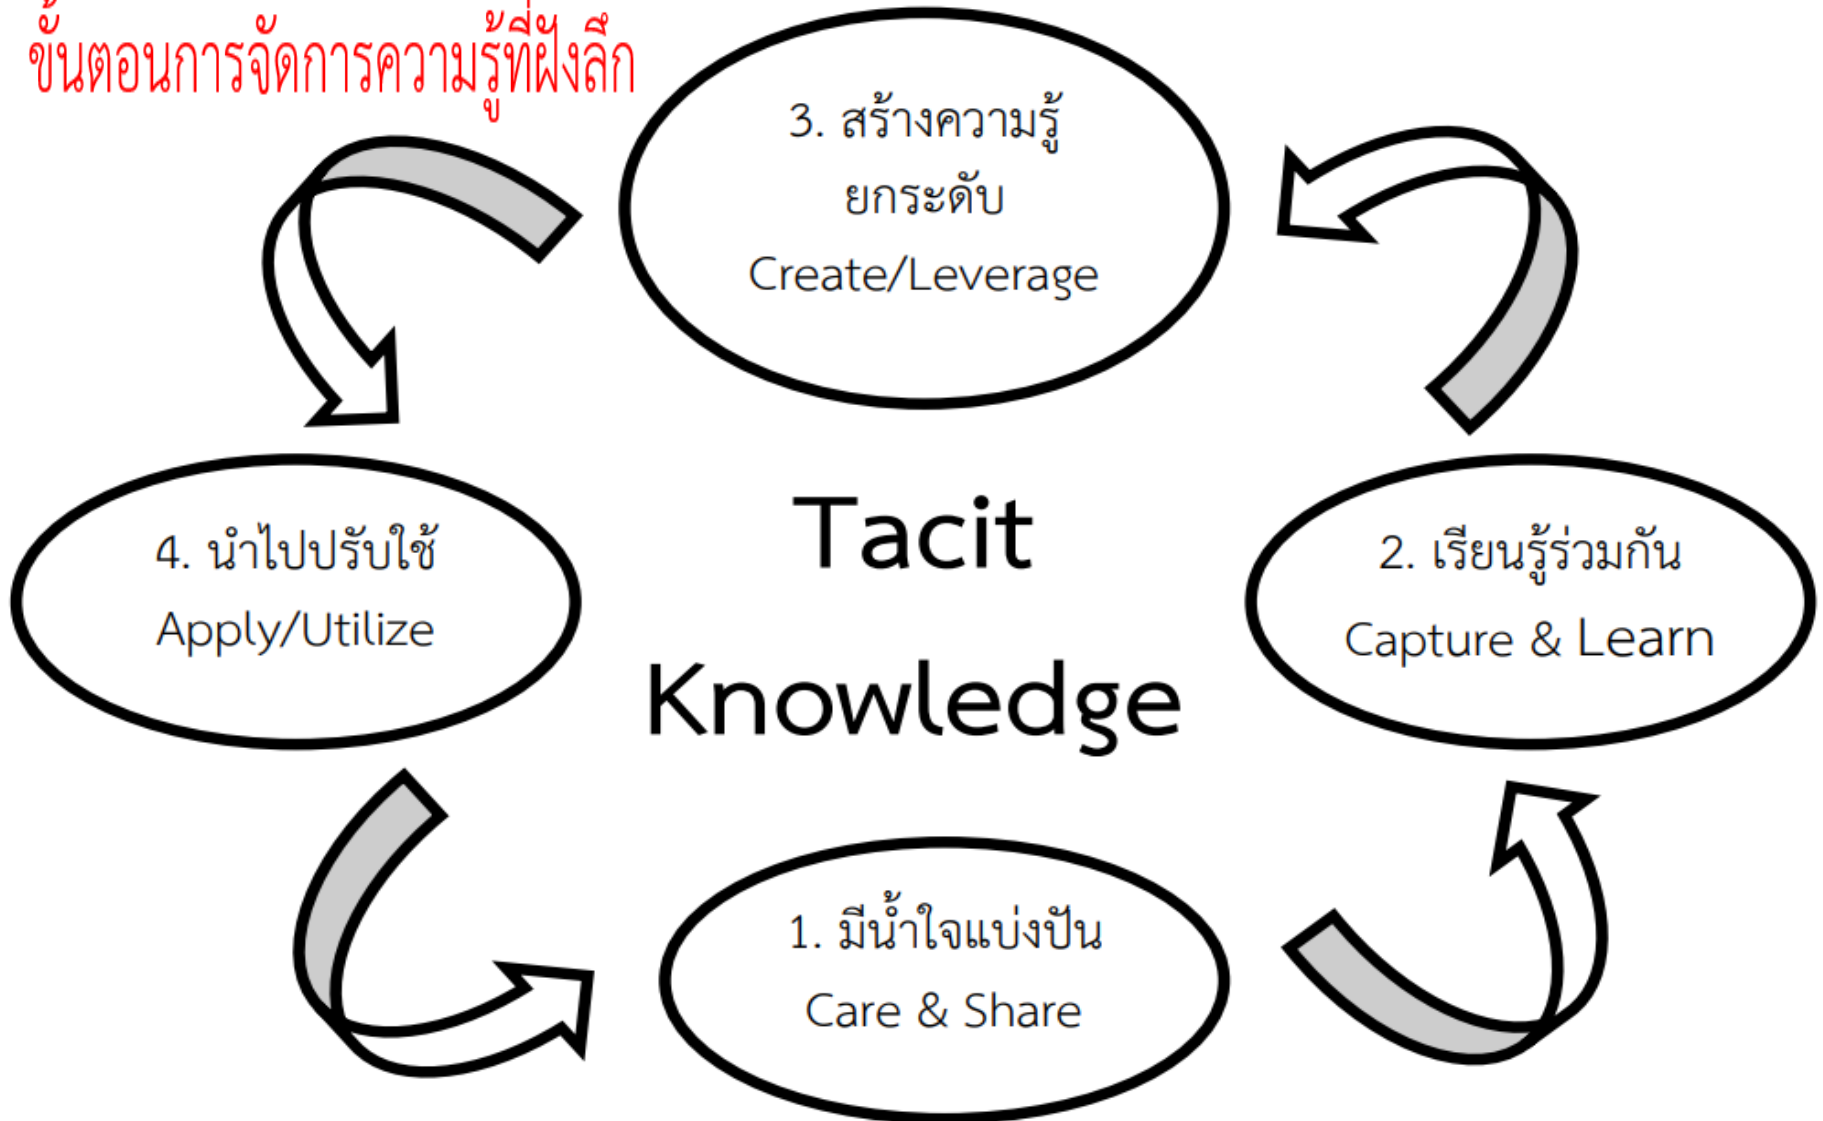 ขั้นตอนการจัดการความรู้ที่ฝังลึก
3. สร้างความรู้
ยกระดับ
Create/Leverage
4. นำไปปรับใช้
Apply/Utilize
Tacit
Knowledge
2. เรียนรู้ร่วมกัน
Capture & Learn
1. มีน้ำใจแบ่งปัน
Care & Share